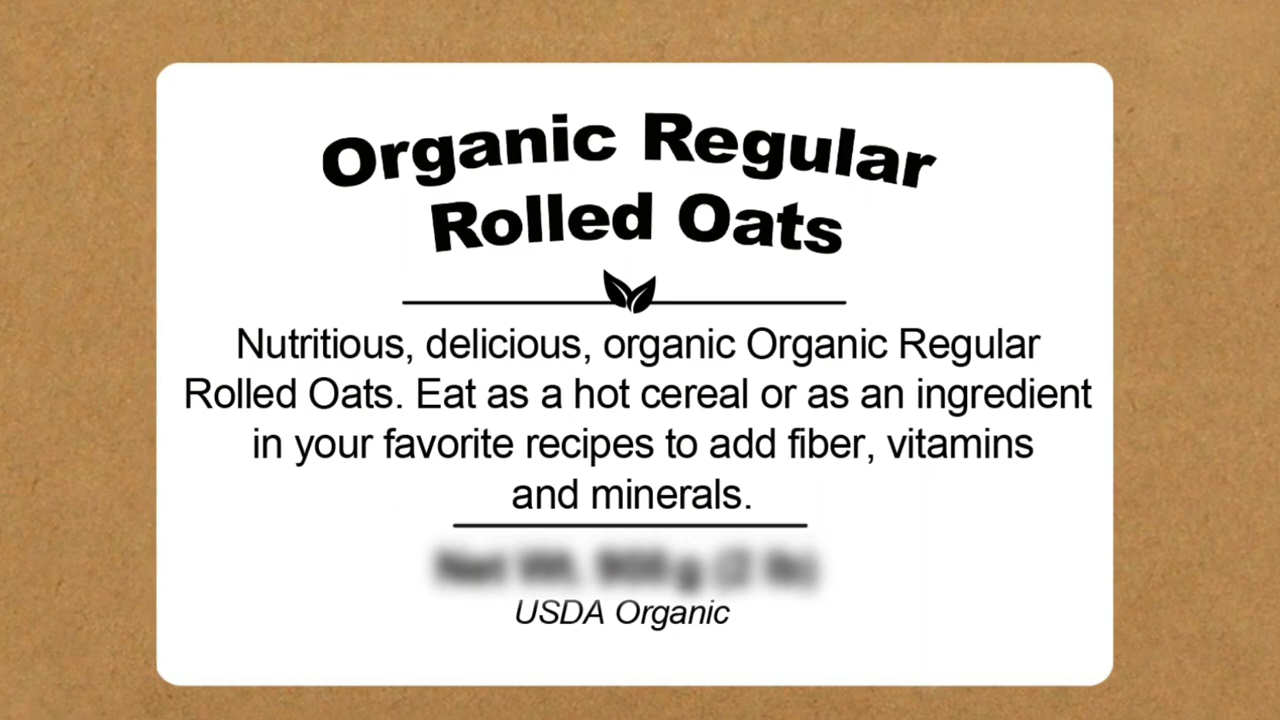 Organic Regular
Rolled Oats
Nutritious, delicious, organic Organic Regular
Rolled Oats. Eat as a hot cereal or as an ingredient
in your favorite recipes to add fiber, vitamins
and minerals.
USDA Organic